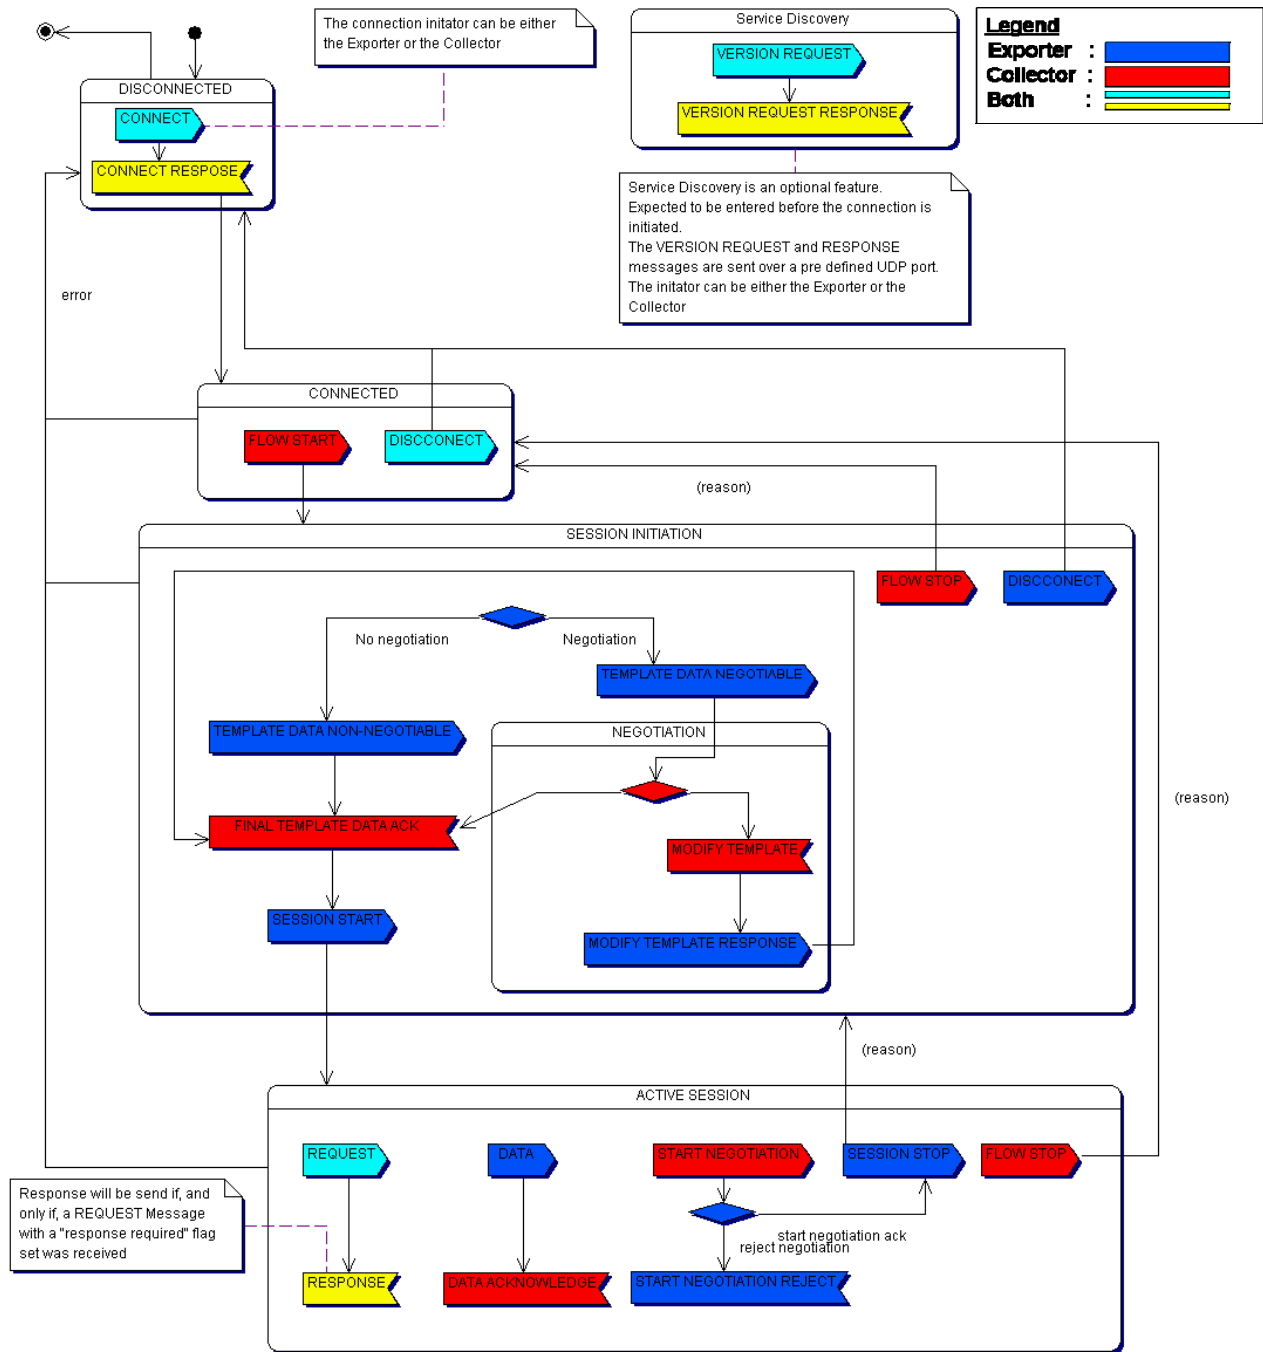 The connection initator can be either
the Exporter or the Collector
Service Discovery
VERSION REQUEST
VERSION REQUEST RESPONSE
Legend
Exporter :
Collector :
Both :
DISCONNECTED
CONNECT
CONNECT RESPOSE
Service Discovery is an optional feature.
Expected to be entered before the connection is
initiated.
The VERSION REQUEST and RESPONSE
messages are sent over a pre defined UDP port.
The initator can be either the Exporter or the
Collector
error
CONNECTED
FLOW START
DISCCONECT
(reason)
SESSION INITIATION
FLOW STOP
DISCCONECT
No negotiation
Negotiation
TEMPLATE DATA NEGOTIABLE
TEMPLATE DATA NON-NEGOTIABLE
NEGOTIATION
(reason)
FINAL TEMPLATE DATA ACK
MODIFY TEMPLATE
SESSION START
MODIFY TEMPLATE RESPONSE
(reason)
ACTIVE SESSION
REQUEST
DATA
START NEGOTIATION
SESSION STOP
FLOW STOP
Response will be send if, and
only if, a REQUEST Message
with a "response required" flag
set was received
start negotiation ack
reject negotiation
RESPONSE
DATA ACKNOWLEDGE
START NEGOTIATION REJECT